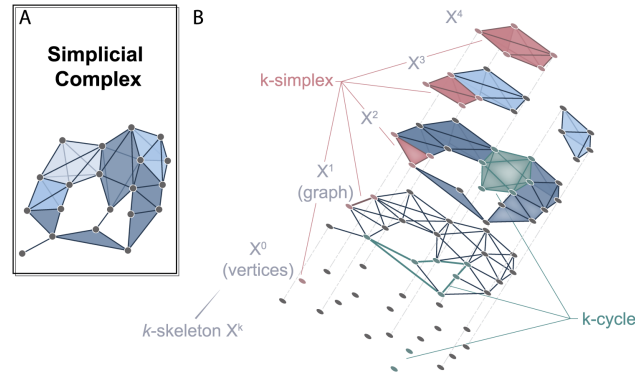 A
B
Simplicial
Complex
X⁴
X³
k-simplex
X²
X¹
(graph)
X⁰
(vertices)
k-skeleton Xᵏ
k-cycle